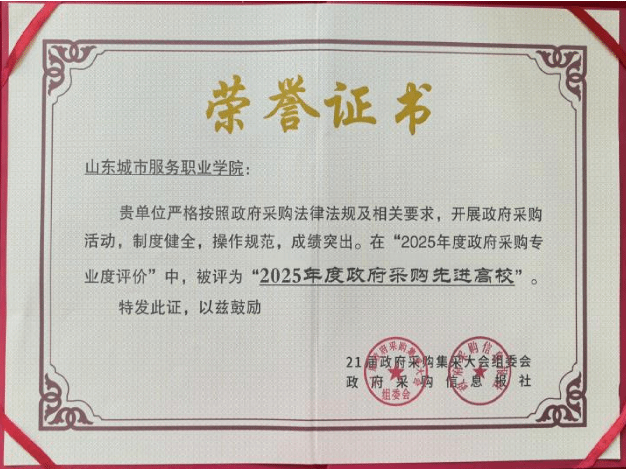 荣誉证书
山东城市服务职业学院：
贵单位严格按照政府采购法律法规及相关要求，开展政府采购
活动，制度健全，操作规范，成绩突出。在“2025年度政府采购专
业度评价”中，被评为“2025年度政府采购先进高校”。
特发此证，以兹鼓励
21届政府采购集采大会组委会
政府采购信息报社
组委会